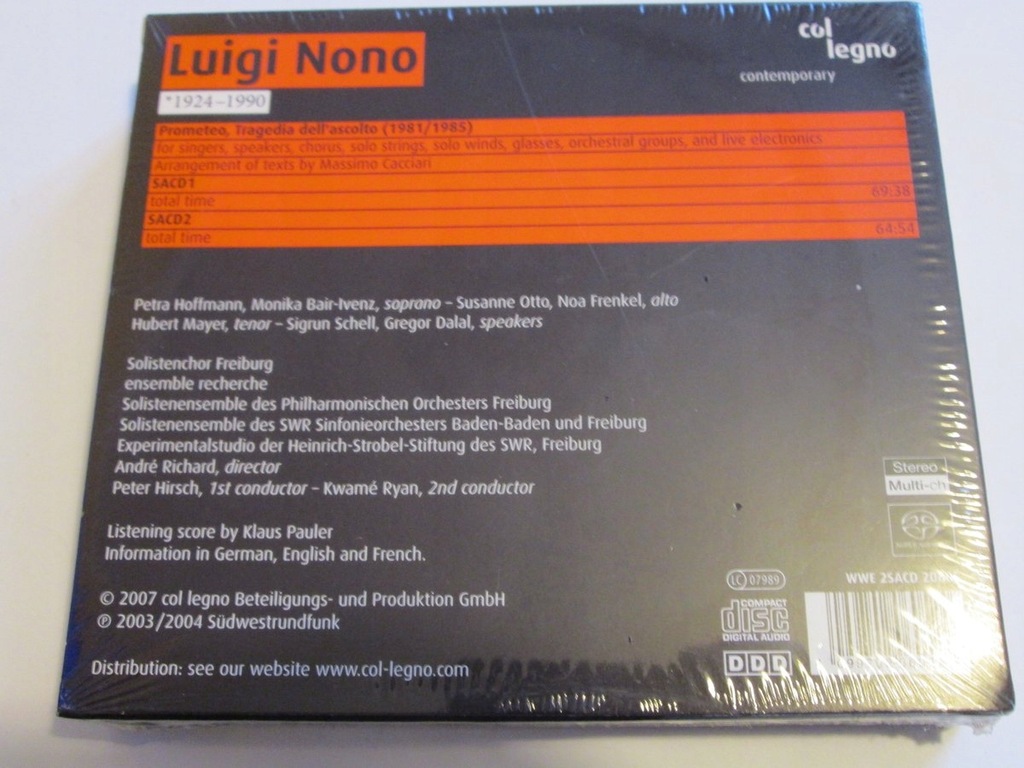 Luigi Nono
*1924-1990
col legno
contemporary
Prometeo, Tragedia dell'ascolto (1981/1985)
for singers, speakers, chorus, solo strings, solo winds, glasses, orchestral groups, and live electronics
Arrangement of texts by Massimo Cacciari
SACD1
total time 69:38
SACD2
total time 64:54
Petra Hoffmann, Monika Bair-Ivenz, soprano – Susanne Otto, Noa Frenkel, alto
Hubert Mayer, tenor – Sigrun Schell, Gregor Dalal, speakers
Solistenchor Freiburg
ensemble recherche
Solistenensemble des Philharmonischen Orchesters Freiburg
Solistenensemble des SWR Sinfonieorchesters Baden-Baden und Freiburg
Experimentalstudio der Heinrich-Strobel-Stiftung des SWR, Freiburg
André Richard, director
Peter Hirsch, 1st conductor – Kwamé Ryan, 2nd conductor
Listening score by Klaus Pauler
Information in German, English and French.
© 2007 col legno Beteiligungs- und Produktion GmbH
℗ 2003/2004 Südwestrundfunk
Distribution: see our website www.col-legno.com
Stereo
Multi-ch
LC 07989
WWE 2SACD
COMPACT
disc
DIGITAL AUDIO
DDD